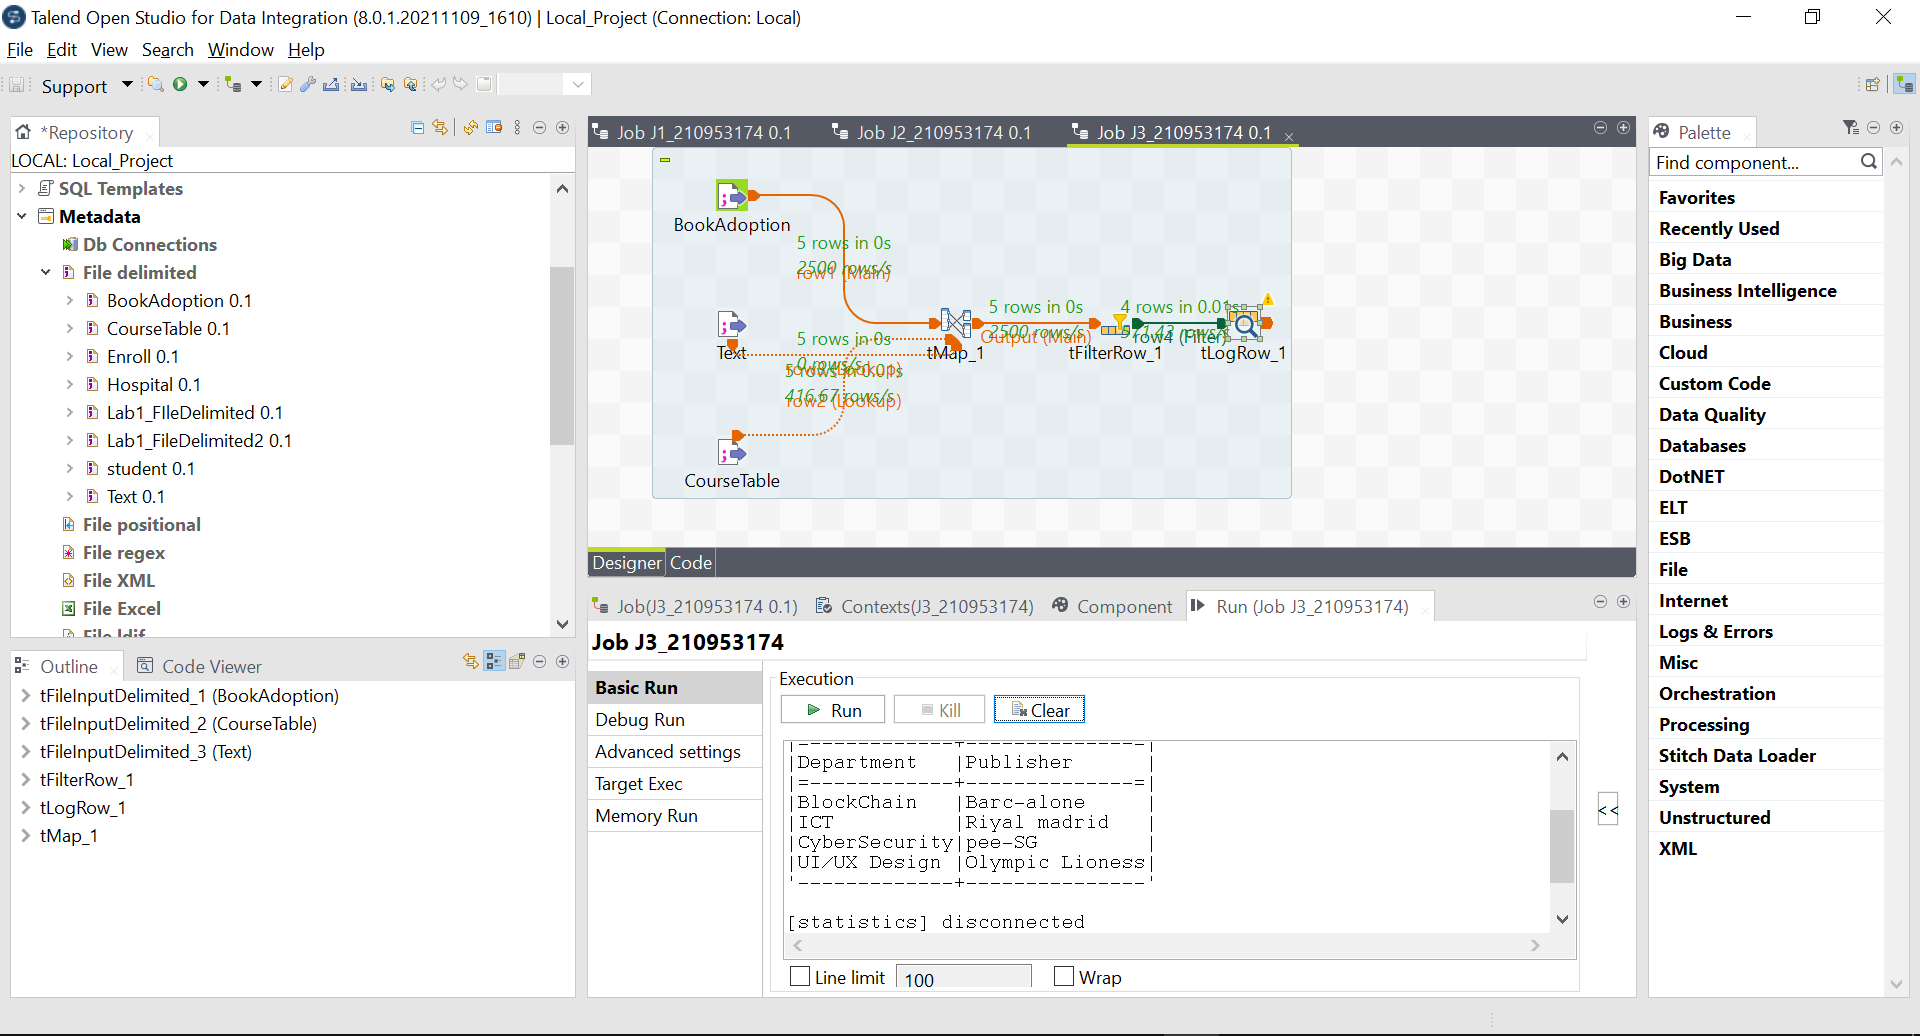 Talend Open Studio for Data Integration (8.0.1.20211109_1610) | Local_Project (Connection: Local)
File Edit View Search Window Help
Support
*Repository
LOCAL: Local_Project
SQL Templates
Metadata
Db Connections
File delimited
BookAdoption 0.1
CourseTable 0.1
Enroll 0.1
Hospital 0.1
Lab1_FIleDelimited 0.1
Lab1_FileDelimited2 0.1
student 0.1
Text 0.1
File positional
File regex
File XML
File Excel
File ldif
Outline
Code Viewer
tFileInputDelimited_1 (BookAdoption)
tFileInputDelimited_2 (CourseTable)
tFileInputDelimited_3 (Text)
tFilterRow_1
tLogRow_1
tMap_1
Job J1_210953174 0.1
Job J2_210953174 0.1
Job J3_210953174 0.1
BookAdoption
5 rows in 0s
2500 rows/s
row1 (Main)
Text
5 rows in 0s
0 rows/s
row3 (Lookup)
5 rows in 0.01s
416.67 rows/s
row2 (Lookup)
CourseTable
tMap_1
5 rows in 0s
2500 rows/s
Output (Main)
tFilterRow_1
4 rows in 0.01s
571.43 rows/s
row4 (Filter)
tLogRow_1
Designer
Code
Job(J3_210953174 0.1)
Contexts(J3_210953174)
Component
Run (Job J3_210953174)
Job J3_210953174
Basic Run
Debug Run
Advanced settings
Target Exec
Memory Run
Execution
Run
Kill
Clear
|-------------+---------------|
|Department   |Publisher      |
|=------------+--------------=|
|BlockChain   |Barc-alone     |
|ICT          |Riyal madrid   |
|CyberSecurity|pee-SG         |
|UI/UX Design |Olympic Lioness|
'-------------+---------------'
[statistics] disconnected
<<
Line limit
100
Wrap
Palette
Find component...
Favorites
Recently Used
Big Data
Business Intelligence
Business
Cloud
Custom Code
Data Quality
Databases
DotNET
ELT
ESB
File
Internet
Logs & Errors
Misc
Orchestration
Processing
Stitch Data Loader
System
Unstructured
XML